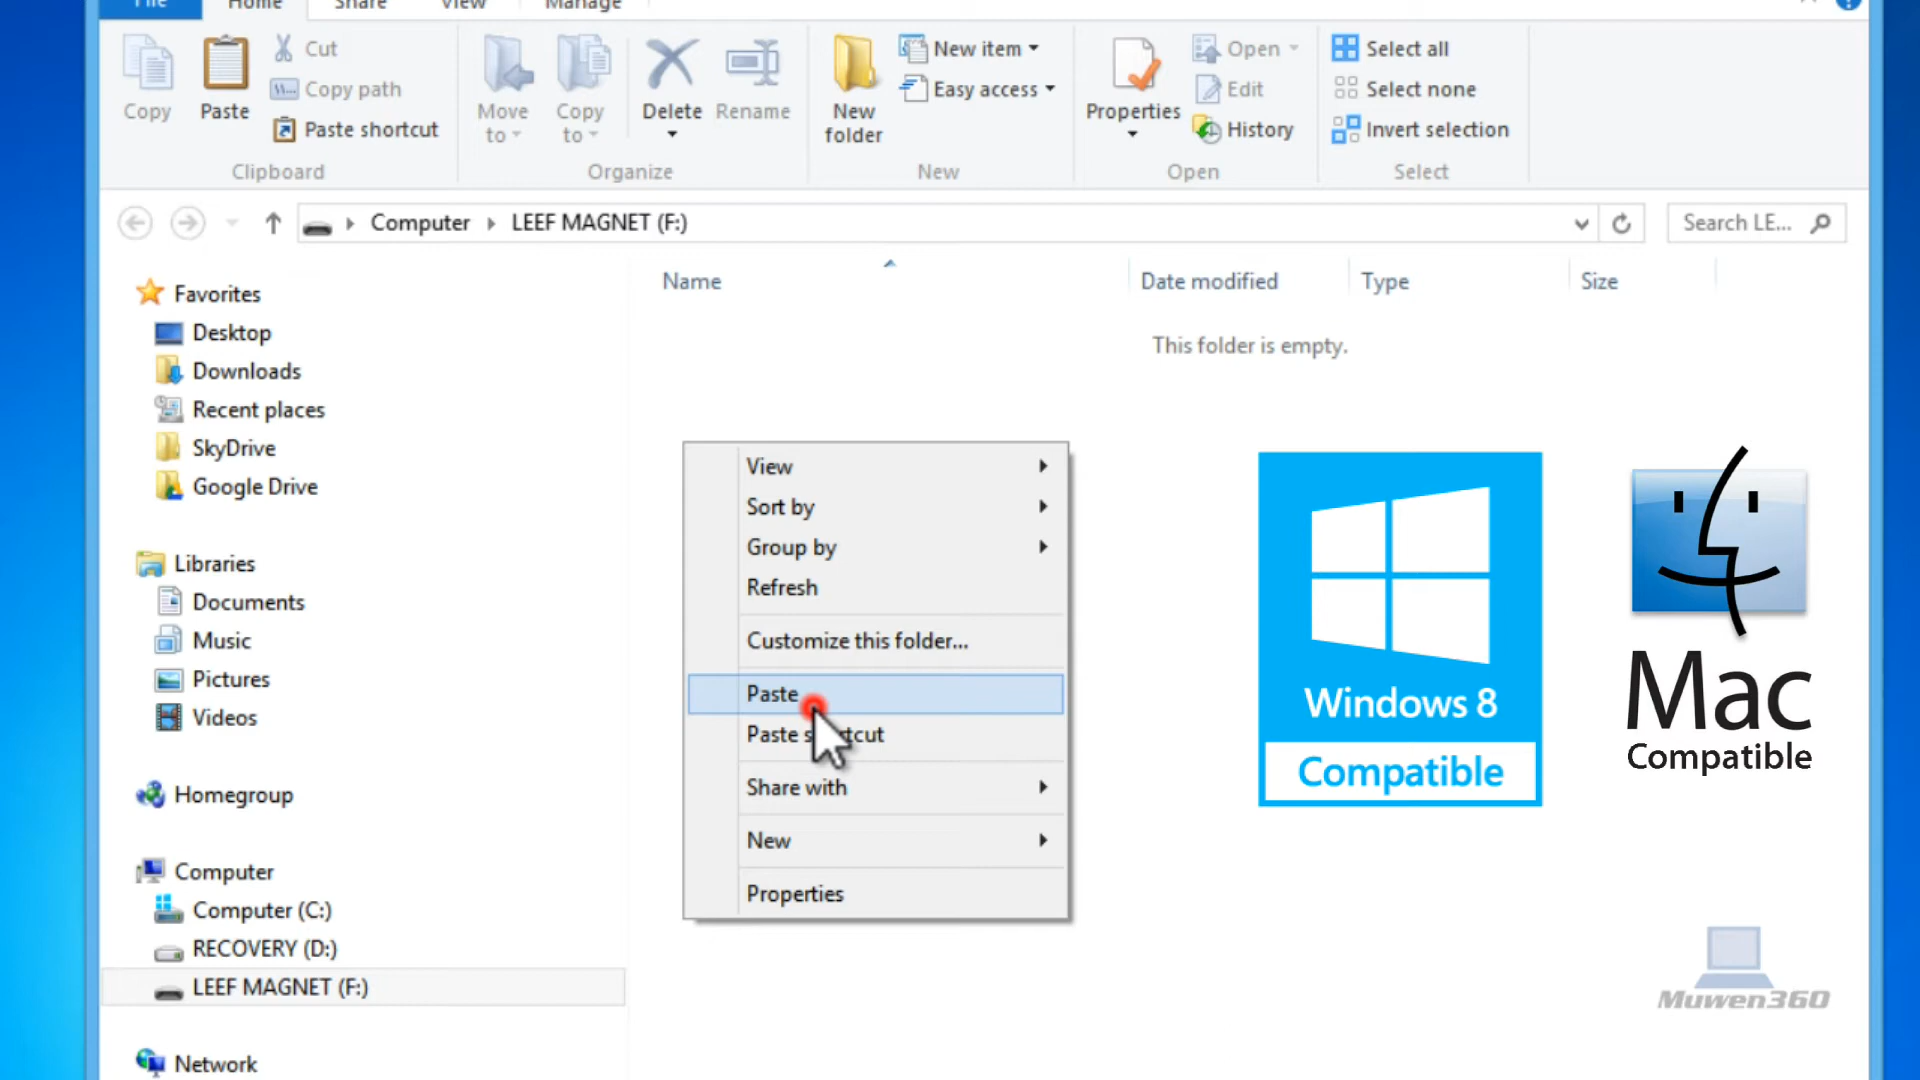 File Home Share View Manage
Copy Paste Cut Copy path Paste shortcut
Clipboard
Move to Copy to Delete Rename
Organize
New folder New item Easy access
New
Properties Open Edit History
Open
Select all Select none Invert selection
Select
Computer LEEF MAGNET (F:)
Search LE...
Name Date modified Type Size
This folder is empty.
Favorites
Desktop
Downloads
Recent places
SkyDrive
Google Drive
Libraries
Documents
Music
Pictures
Videos
Homegroup
Computer
Computer (C:)
RECOVERY (D:)
LEEF MAGNET (F:)
Network
View
Sort by
Group by
Refresh
Customize this folder...
Paste
Paste
Share with
New
Properties
Windows 8
Compatible
Mac
Compatible
Muwen360